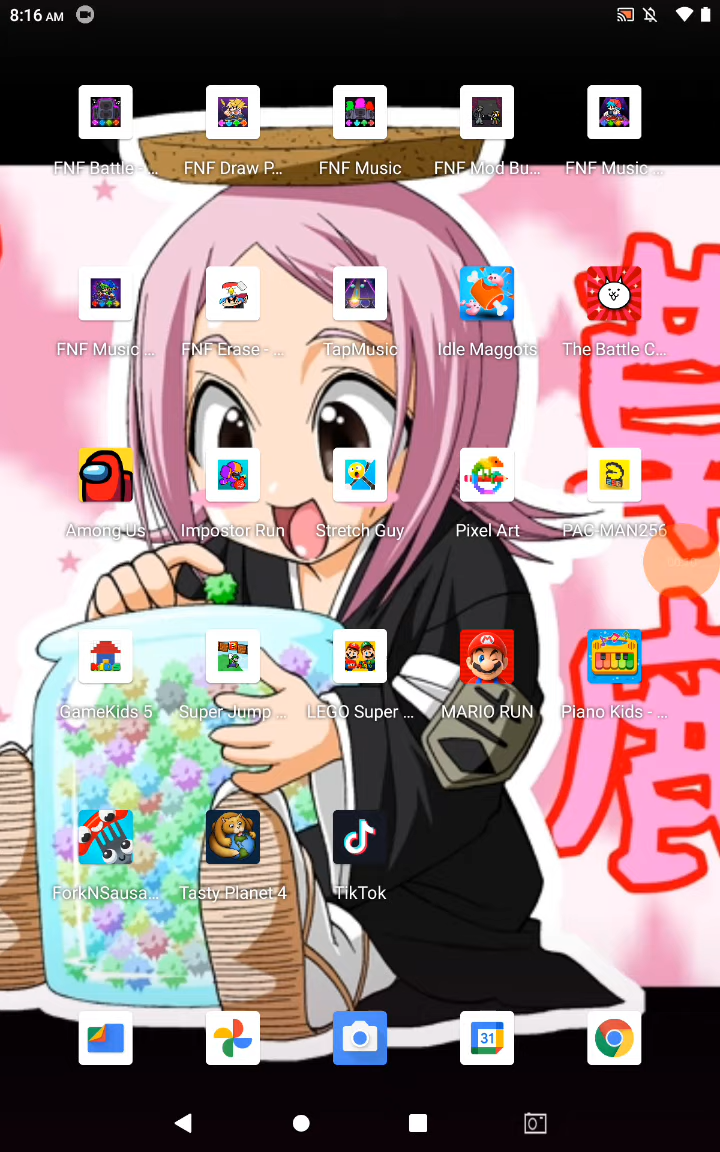 8:16 AM
FNF Battle - ...
FNF Draw P...
FNF Music
FNF Mod Bu...
FNF Music ...
FNF Music ...
FNF Erase - ...
TapMusic
Idle Maggots
The Battle C...
Among Us
Impostor Run
Stretch Guy
Pixel Art
PAC-MAN256
GameKids 5
Super Jump ...
LEGO Super ...
MARIO RUN
Piano Kids - ...
ForkNSausa...
Tasty Planet 4
TikTok
31